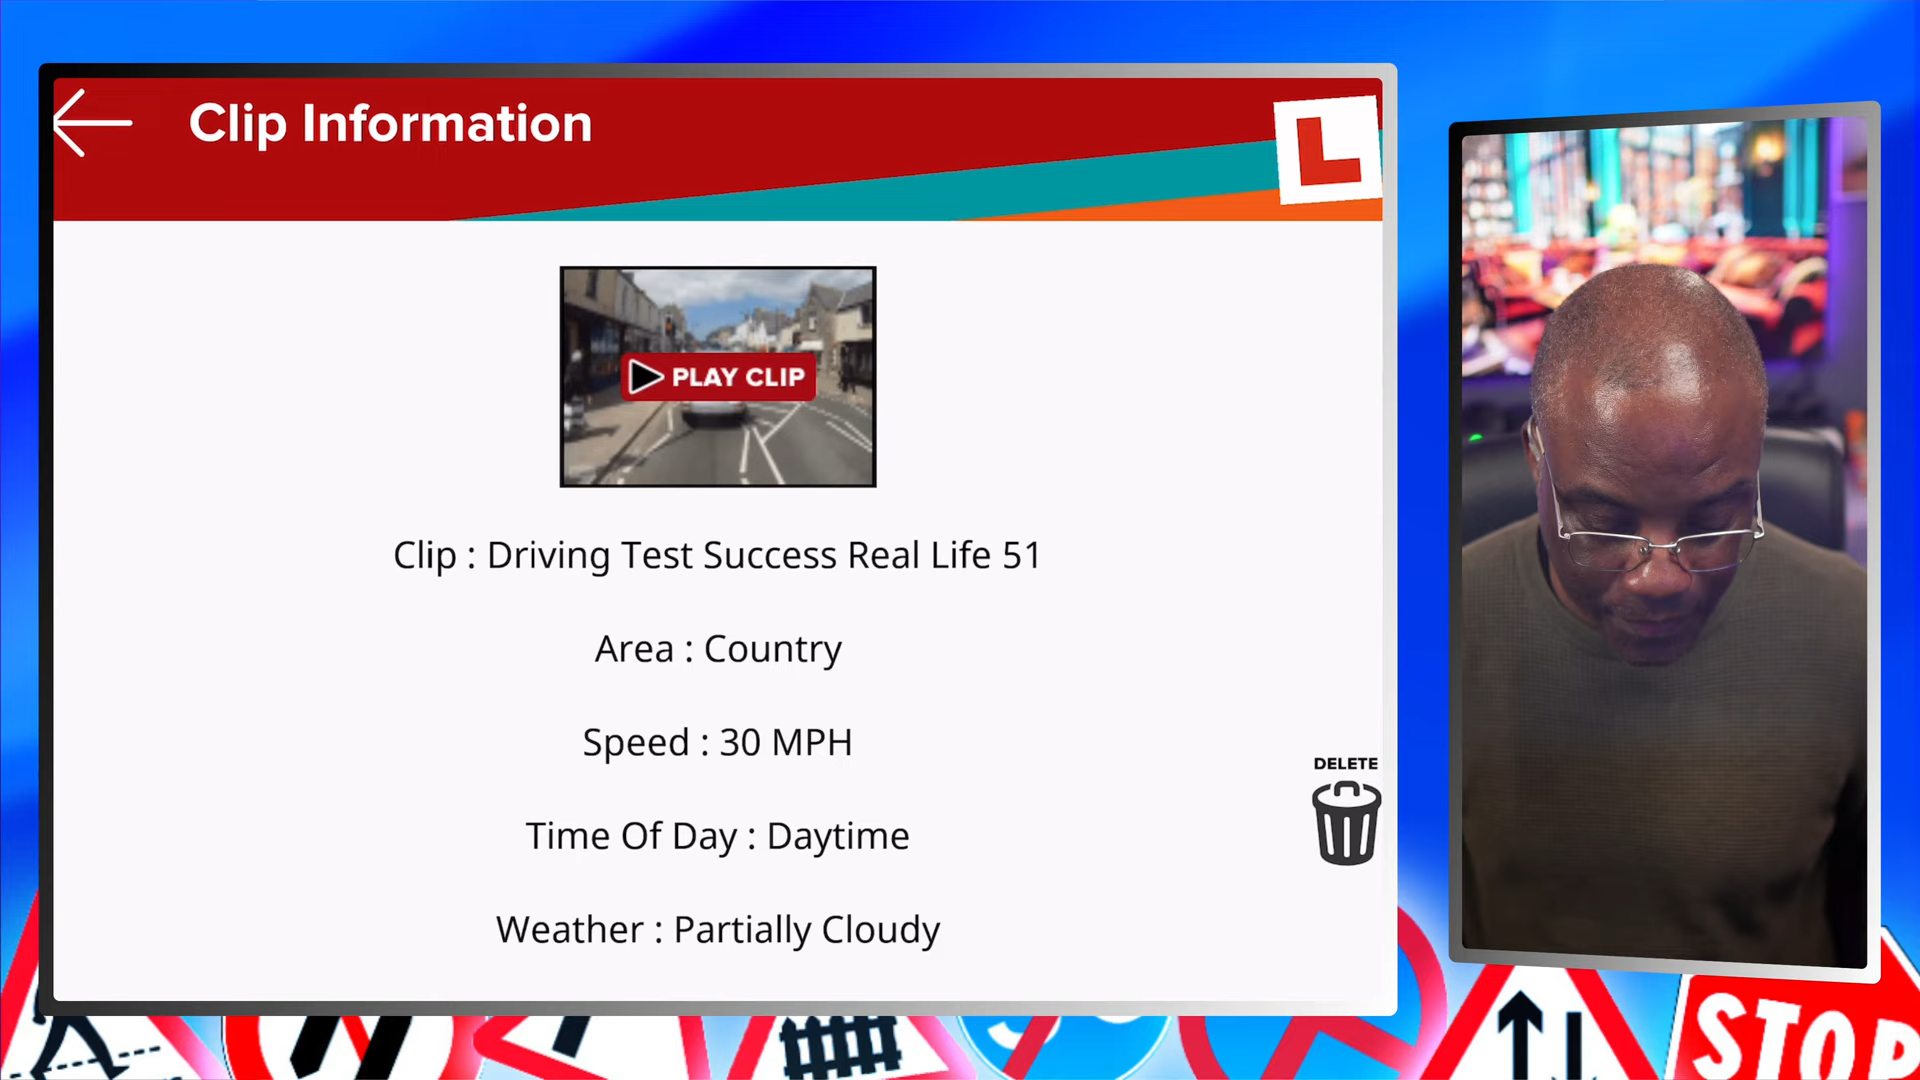 Clip Information
L
PLAY CLIP
Clip : Driving Test Success Real Life 51
Area : Country
Speed : 30 MPH
DELETE
Time Of Day : Daytime
Weather : Partially Cloudy
STOP